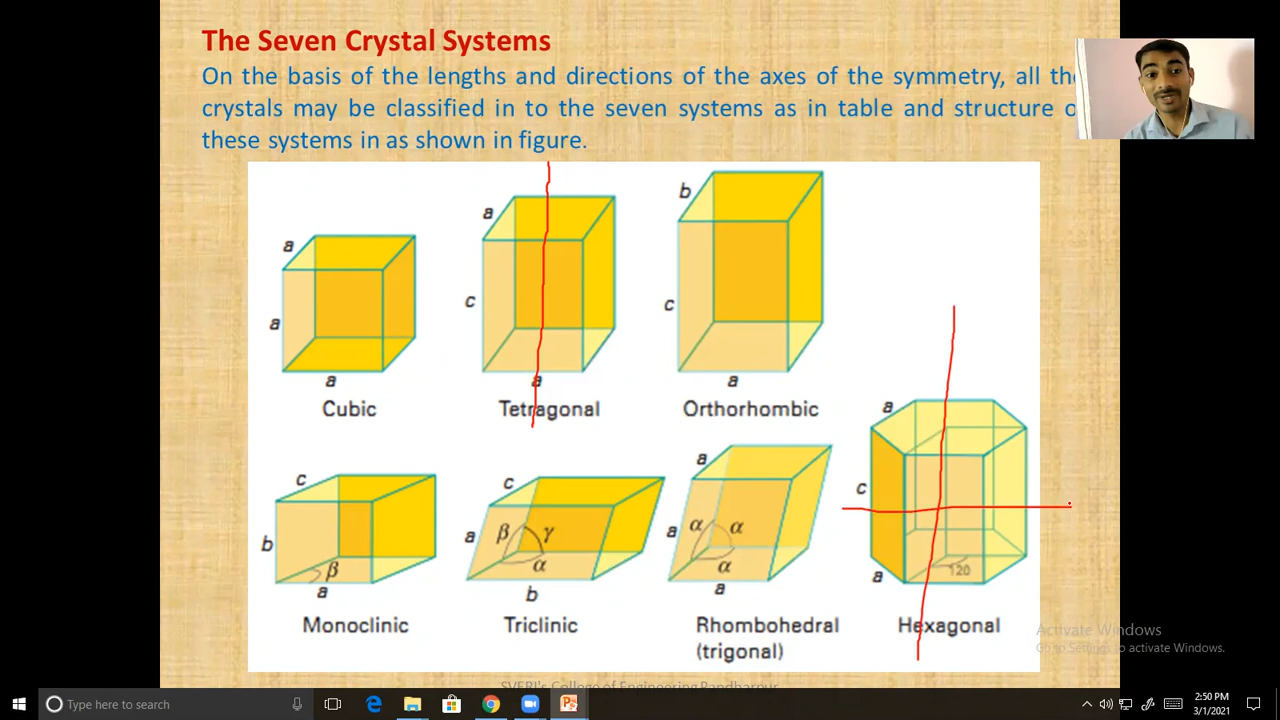 The Seven Crystal Systems
On the basis of the lengths and directions of the axes of the symmetry, all the
crystals may be classified in to the seven systems as in table and structure o
these systems in as shown in figure.
a
a
a
Cubic
a
c
a
Tetragonal
b
c
a
Orthorhombic
c
b
β
a
Monoclinic
c
a
β
γ
α
b
Triclinic
a
a
α
α
α
a
Rhombohedral
(trigonal)
a
c
a
120
Hexagonal
Activate Windows
Go to Settings to activate Windows.
SVERI's College of Engineering Pandharpur
Type here to search
2:50 PM
3/1/2021